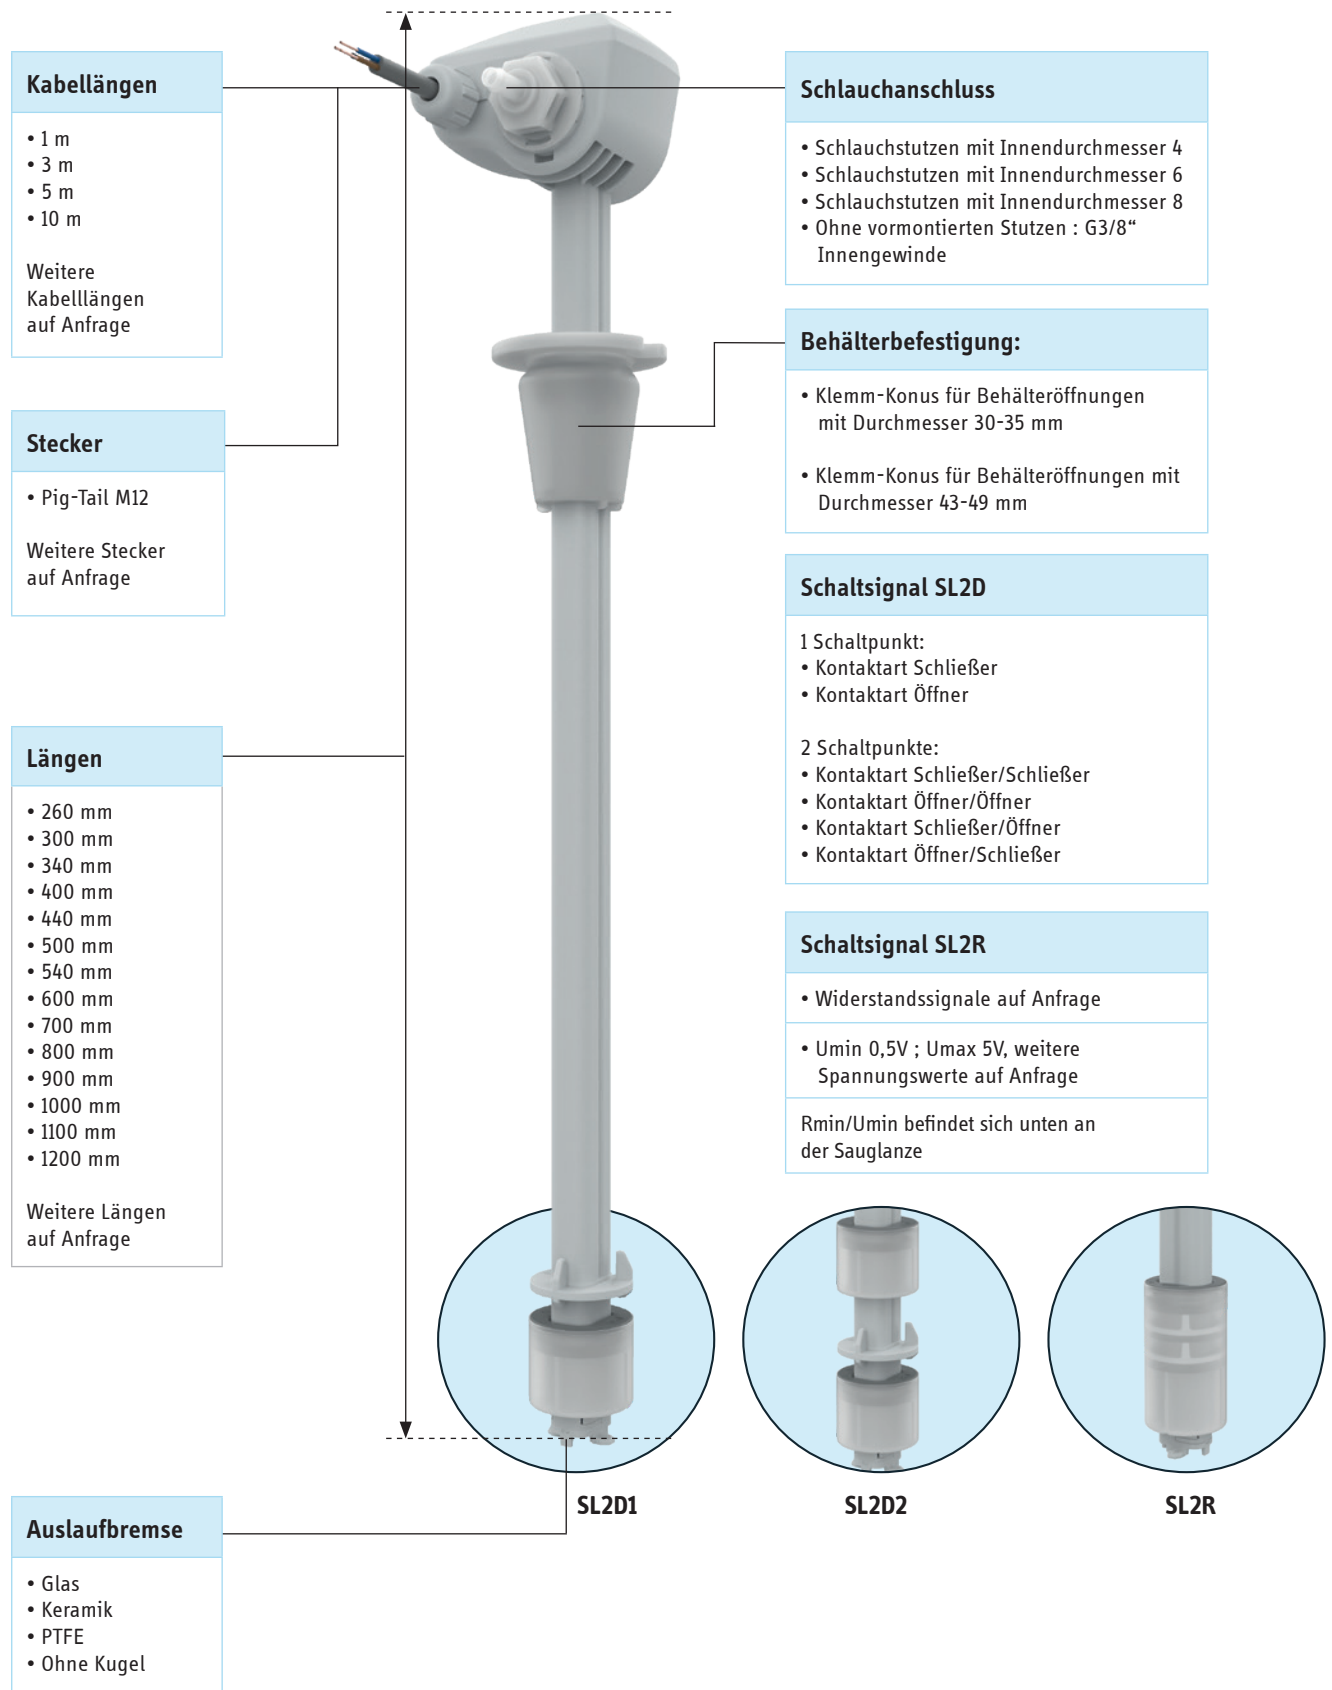 Kabellängen
• 1 m
• 3 m
• 5 m
• 10 m
Weitere
Kabelllängen
auf Anfrage
Stecker
• Pig-Tail M12
Weitere Stecker
auf Anfrage
Längen
• 260 mm
• 300 mm
• 340 mm
• 400 mm
• 440 mm
• 500 mm
• 540 mm
• 600 mm
• 700 mm
• 800 mm
• 900 mm
• 1000 mm
• 1100 mm
• 1200 mm
Weitere Längen
auf Anfrage
Auslaufbremse
• Glas
• Keramik
• PTFE
• Ohne Kugel
Schlauchanschluss
• Schlauchstutzen mit Innendurchmesser 4
• Schlauchstutzen mit Innendurchmesser 6
• Schlauchstutzen mit Innendurchmesser 8
• Ohne vormontierten Stutzen : G3/8“
Innengewinde
Behälterbefestigung:
• Klemm-Konus für Behälteröffnungen
mit Durchmesser 30-35 mm
• Klemm-Konus für Behälteröffnungen mit
Durchmesser 43-49 mm
Schaltsignal SL2D
1 Schaltpunkt:
• Kontaktart Schließer
• Kontaktart Öffner
2 Schaltpunkte:
• Kontaktart Schließer/Schließer
• Kontaktart Öffner/Öffner
• Kontaktart Schließer/Öffner
• Kontaktart Öffner/Schließer
Schaltsignal SL2R
• Widerstandssignale auf Anfrage
• Umin 0,5V ; Umax 5V, weitere
Spannungswerte auf Anfrage
Rmin/Umin befindet sich unten an
der Sauglanze
SL2D1
SL2D2
SL2R